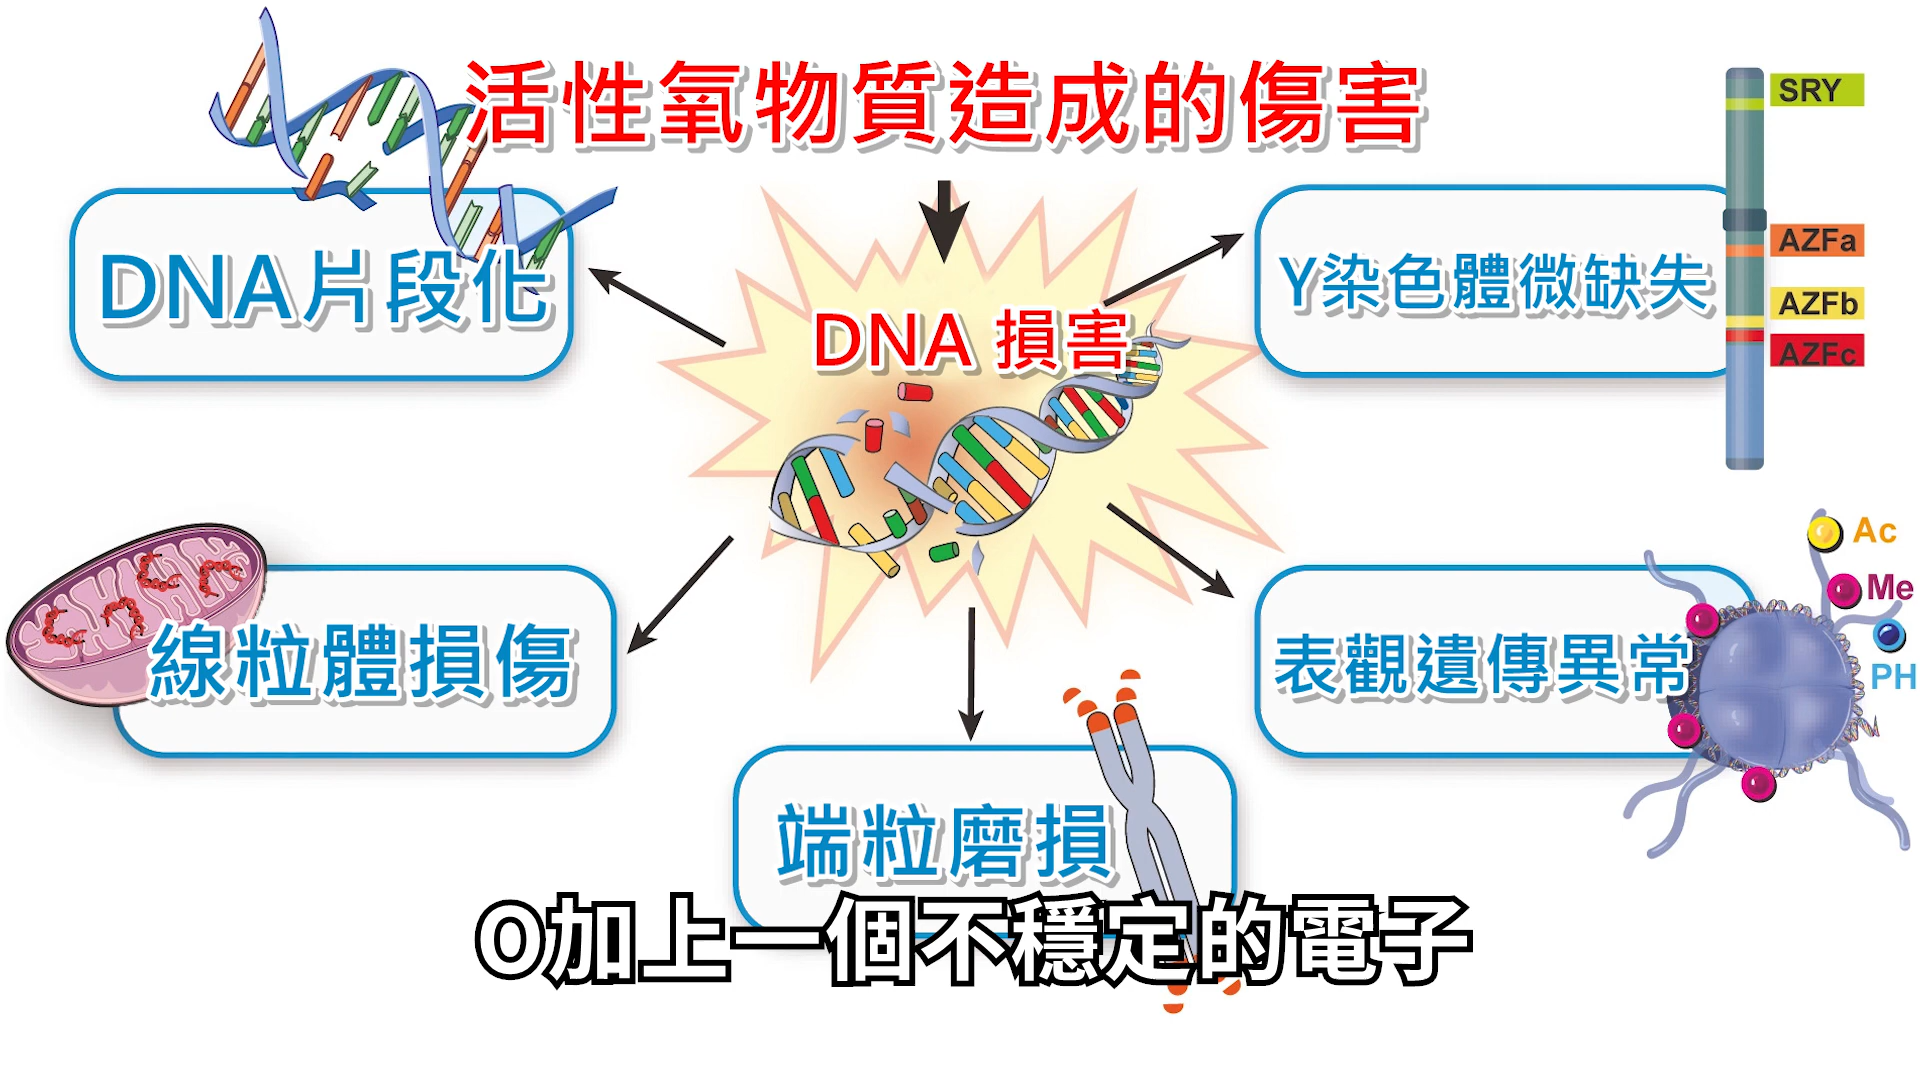 活性氧物質造成的傷害
SRY
DNA片段化
Y染色體微缺失
AZFa
AZFb
AZFc
DNA 損害
Ac
Me
PH
線粒體損傷
表觀遺傳異常
端粒磨損
O加上一個不穩定的電子